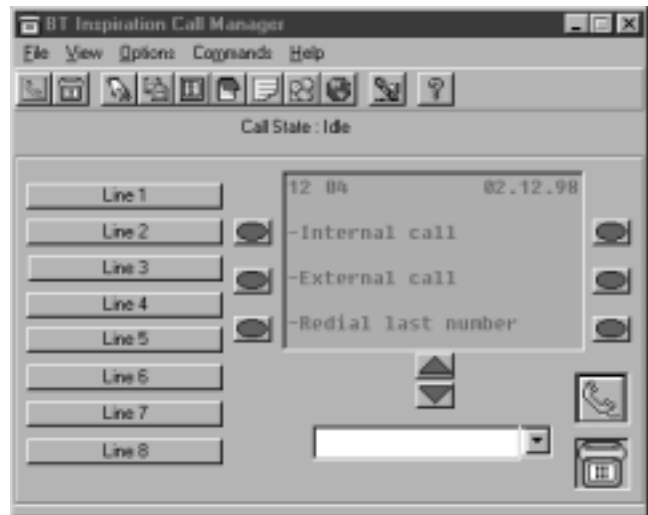 BT Inspiration Call Manager
File View Options Commands Help
Call State : Idle
Line 1
Line 2
Line 3
Line 4
Line 5
Line 6
Line 7
Line 8
12 04 02.12.98
-Internal call
-External call
-Redial last number